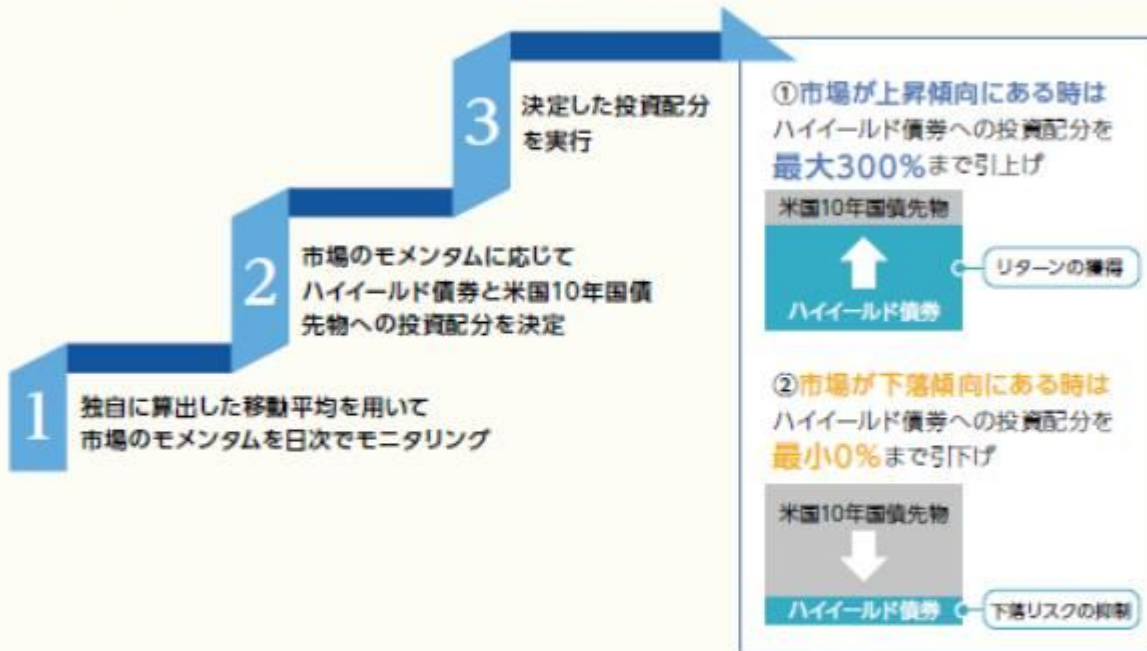 1
独自に算出した移動平均を用いて
市場のモメンタムを日次でモニタリング
2
市場のモメンタムに応じて
ハイイールド債券と米国10年国債
先物への投資配分を決定
3
決定した投資配分
を実行
①市場が上昇傾向にある時は
ハイイールド債券への投資配分を
最大300%まで引上げ
米国10年国債先物
ハイイールド債券
リターンの獲得
②市場が下落傾向にある時は
ハイイールド債券への投資配分を
最小0%まで引下げ
米国10年国債先物
ハイイールド債券
下落リスクの抑制